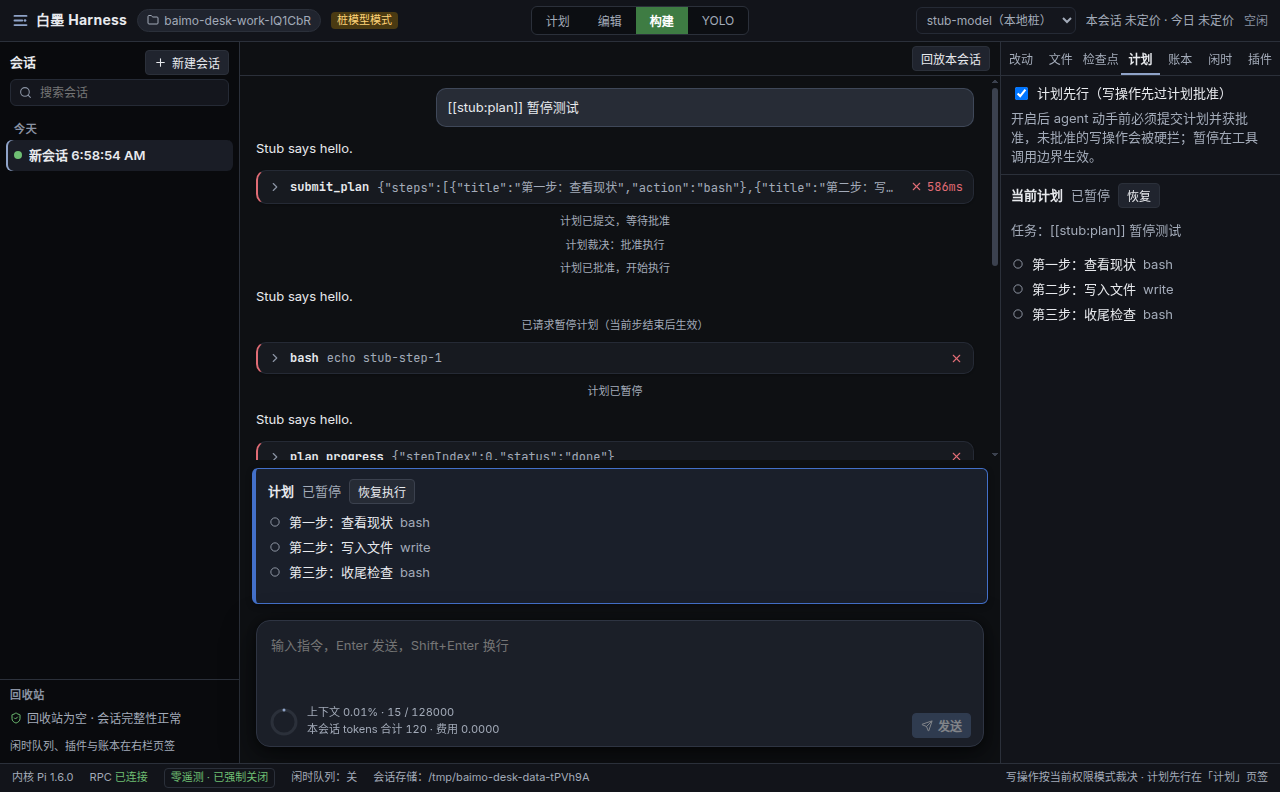 白墨 Harness
baimo-desk-work-IQ1CbR
桩模型模式
计划
编辑
构建
YOLO
stub-model（本地桩）
本会话 未定价 · 今日 未定价
空闲
会话
新建会话
搜索会话
今天
新会话 6:58:54 AM
回收站
回收站为空 · 会话完整性正常
闲时队列、插件与账本在右栏页签
回放本会话
[[stub:plan]] 暂停测试
Stub says hello.
submit_plan {"steps":[{"title":"第一步：查看现状","action":"bash"},{"title":"第二步：写… 586ms
计划已提交，等待批准
计划裁决：批准执行
计划已批准，开始执行
Stub says hello.
已请求暂停计划（当前步结束后生效）
bash echo stub-step-1
计划已暂停
Stub says hello.
plan_progress {"stepIndex":0,"status":"done"}
计划 已暂停 恢复执行
第一步：查看现状 bash
第二步：写入文件 write
第三步：收尾检查 bash
输入指令，Enter 发送，Shift+Enter 换行
上下文 0.01% · 15 / 128000
本会话 tokens 合计 120 · 费用 0.0000
发送
改动
文件
检查点
计划
账本
闲时
插件
计划先行（写操作先过计划批准）
开启后 agent 动手前必须提交计划并获批
准，未批准的写操作会被硬拦；暂停在工具
调用边界生效。
当前计划 已暂停 恢复
任务：[[stub:plan]] 暂停测试
第一步：查看现状 bash
第二步：写入文件 write
第三步：收尾检查 bash
内核 Pi 1.6.0
RPC 已连接
零遥测 · 已强制关闭
闲时队列：关
会话存储：/tmp/baimo-desk-data-tPVh9A
写操作按当前权限模式裁决 · 计划先行在「计划」页签